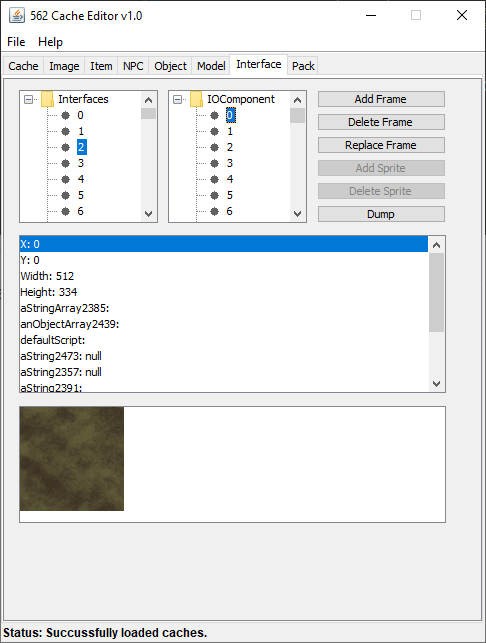 562 Cache Editor v1.0
File Help
Cache Image Item NPC Object Model Interface Pack
Interfaces
0
1
2
3
4
5
6
IOComponent
0
1
2
3
4
5
6
Add Frame
Delete Frame
Replace Frame
Add Sprite
Delete Sprite
Dump
X: 0
Y: 0
Width: 512
Height: 334
aStringArray2385:
anObjectArray2439:
defaultScript:
aString2473: null
aString2357: null
aString2391:
Status: Succussfully loaded caches.